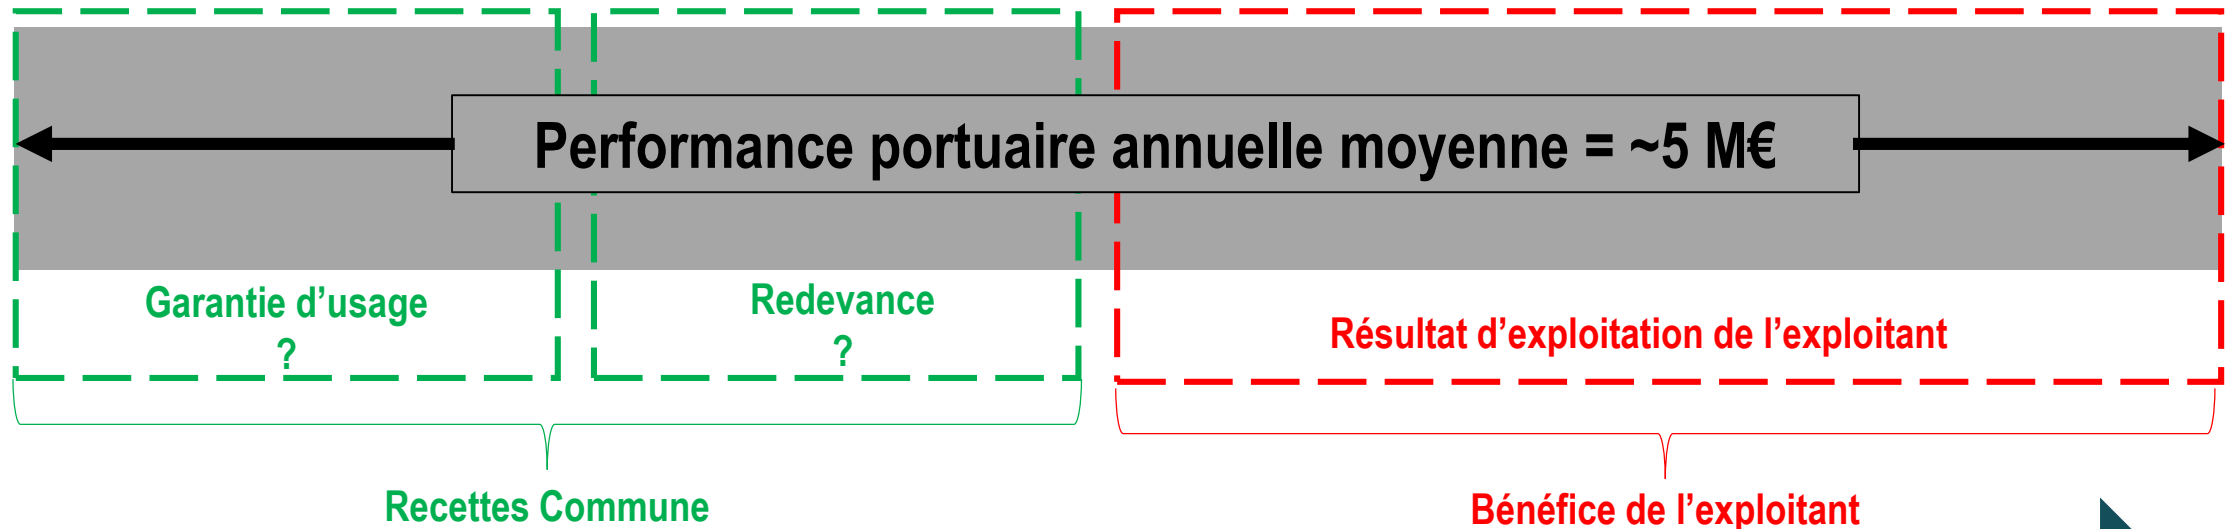 Performance portuaire annuelle moyenne = ~5 M€
Garantie d’usage
?
Redevance
?
Résultat d’exploitation de l’exploitant
Recettes Commune
Bénéfice de l’exploitant